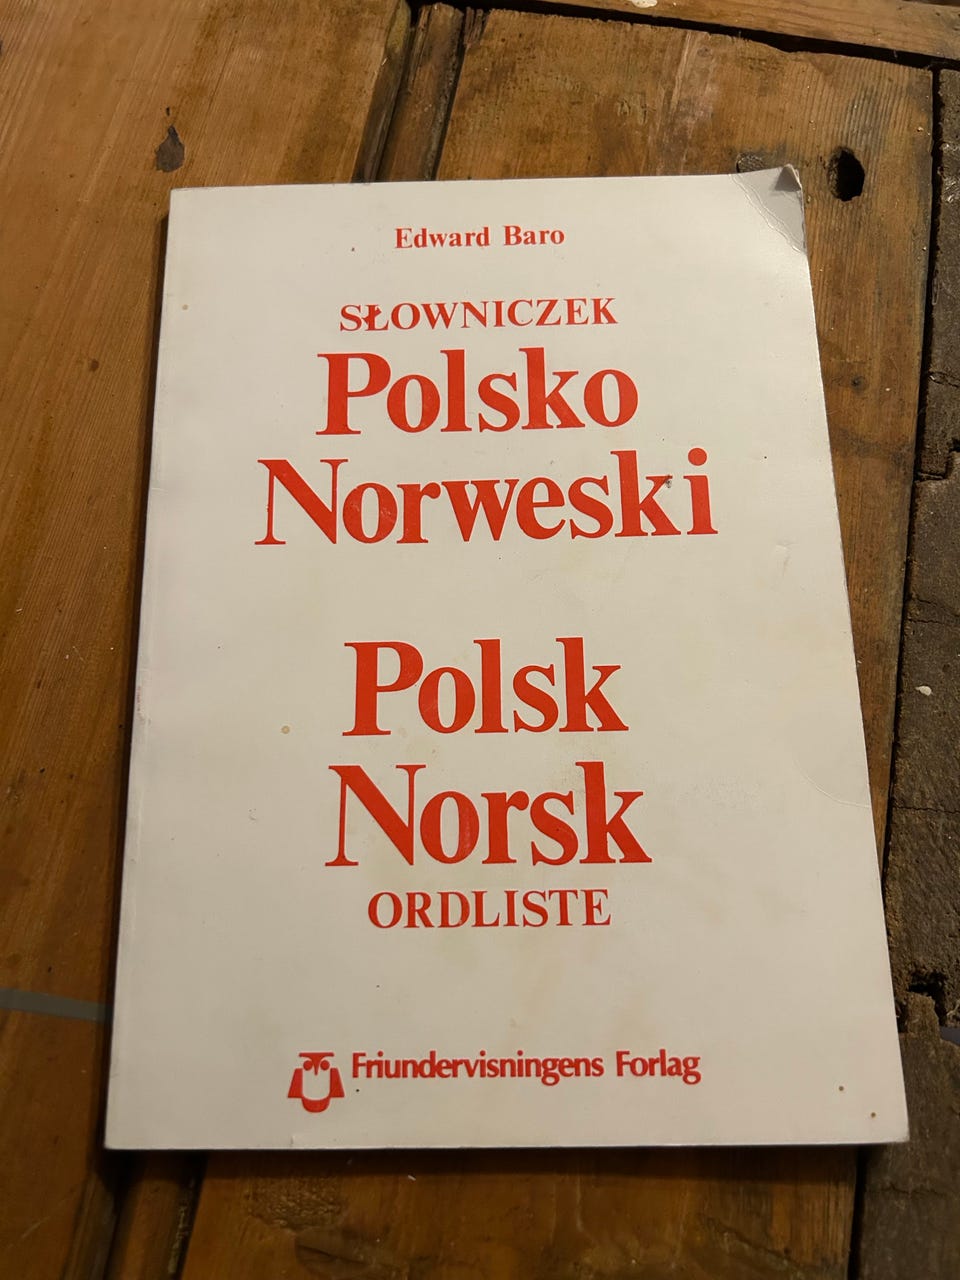 Edward Baro
SŁOWNICZEK
Polsko
Norweski
Polsk
Norsk
ORDLISTE
Friundervisningens Forlag